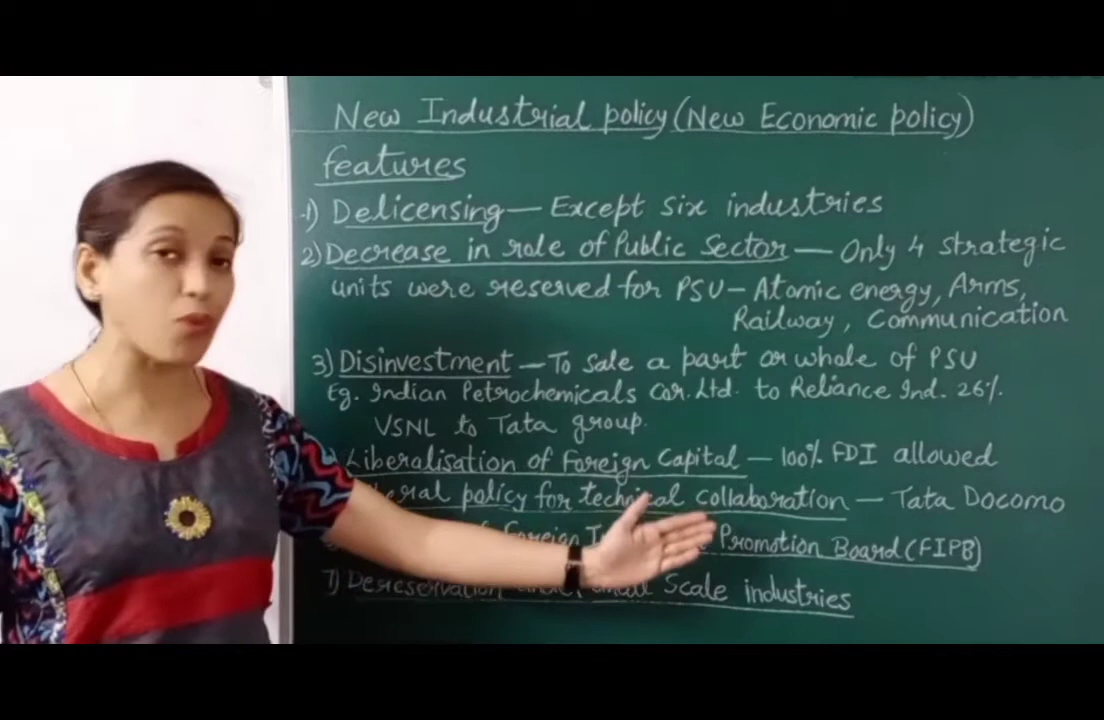 New Industrial policy (New Economic policy)
features
1) Delicensing — Except six industries
2) Decrease in role of Public Sector — Only 4 strategic
units were reserved for PSU — Atomic energy, Arms,
Railway, Communication
3) Disinvestment — To Sale a part or whole of PSU
Eg. Indian Petrochemicals Cor. Ltd. to Reliance Ind. 26%.
VSNL to Tata group.
Liberalisation of Foreign Capital — 100% FDI allowed
policy for technical collaboration — Tata Docomo
Foreign Promotion Board (FIPB)
7) Dereservation Small Scale industries